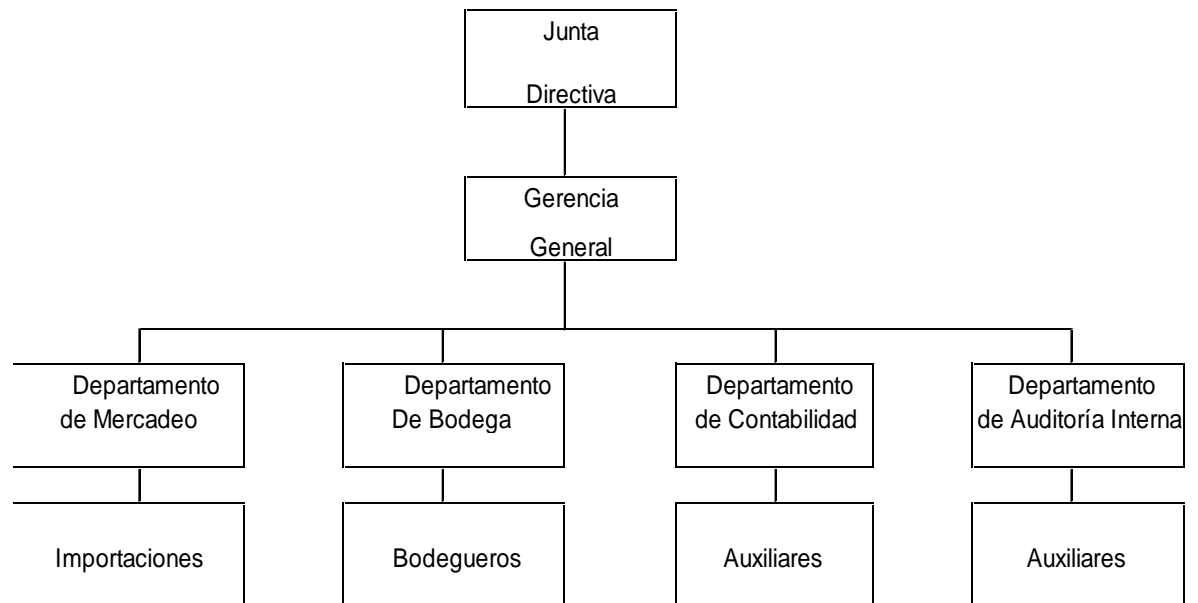 Junta
Directiva
Gerencia
General
Departamento
de Mercadeo
Departamento
De Bodega
Departamento
de Contabilidad
Departamento
de Auditoría Interna
Importaciones
Bodegueros
Auxiliares
Auxiliares